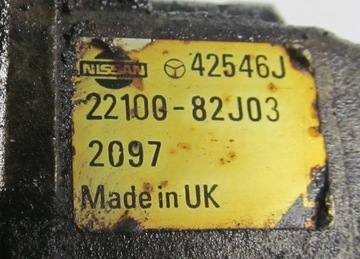 NISSAN 42546J
22100-82J03
2097
Made in UK